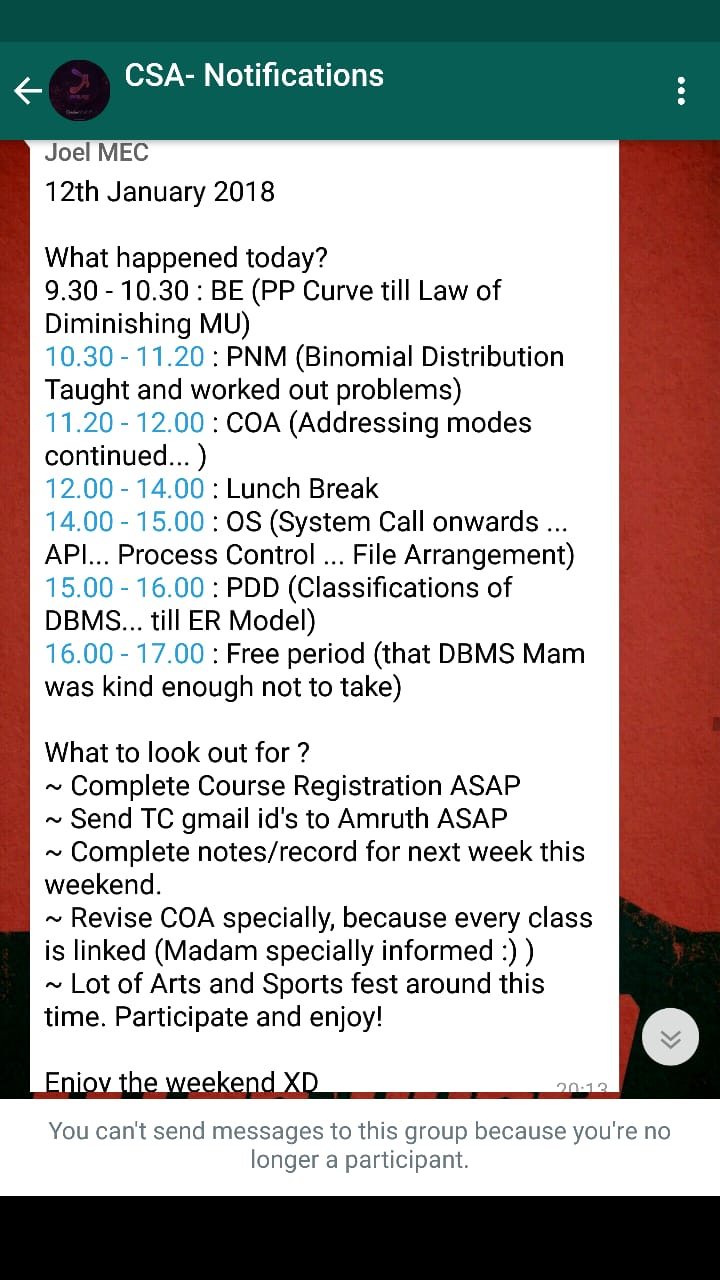 CSA- Notifications
Joel MEC
12th January 2018
What happened today?
9.30 - 10.30 : BE (PP Curve till Law of
Diminishing MU)
10.30 - 11.20 : PNM (Binomial Distribution
Taught and worked out problems)
11.20 - 12.00 : COA (Addressing modes
continued... )
12.00 - 14.00 : Lunch Break
14.00 - 15.00 : OS (System Call onwards ...
API... Process Control ... File Arrangement)
15.00 - 16.00 : PDD (Classifications of
DBMS... till ER Model)
16.00 - 17.00 : Free period (that DBMS Mam
was kind enough not to take)
What to look out for ?
~ Complete Course Registration ASAP
~ Send TC gmail id's to Amruth ASAP
~ Complete notes/record for next week this
weekend.
~ Revise COA specially, because every class
is linked (Madam specially informed :) )
~ Lot of Arts and Sports fest around this
time. Participate and enjoy!
Enjoy the weekend XD
20:13
You can't send messages to this group because you're no
longer a participant.